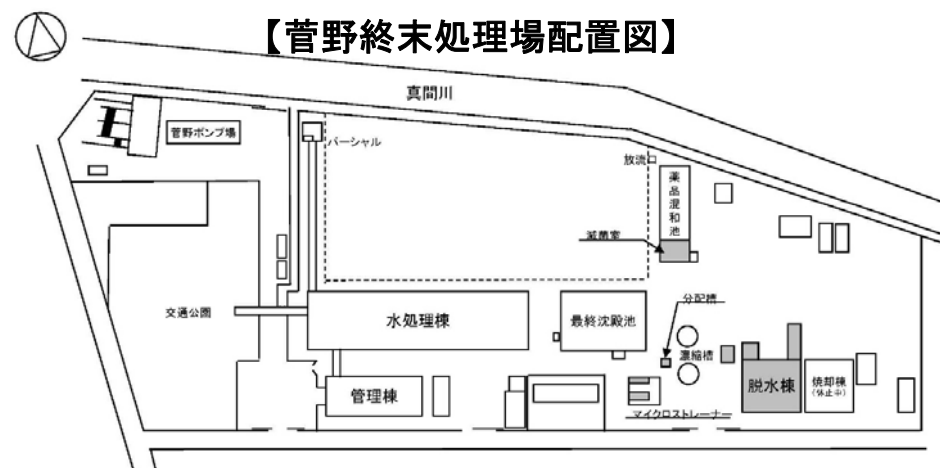 【菅野終末処理場配置図】
真間川
菅野ポンプ場
パーシャル
放流
薬品混和池
滅菌室
交通公園
分配槽
水処理棟
最終沈殿池
濃縮槽
管理棟
脱水棟
焼却棟
(休止中)
マイクロストレーナー